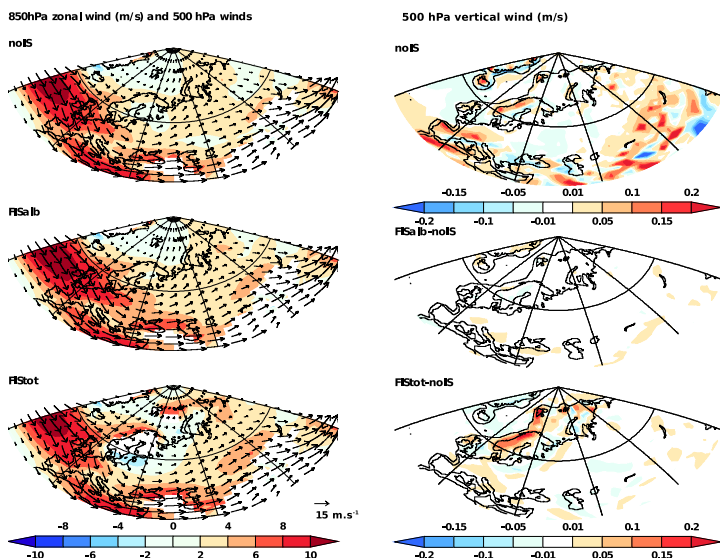 850hPa zonal wind (m/s) and 500 hPa winds
noIS
FISalb
FIStot
15 m.s-1
-8 -4 0 4 8
-10 -6 -2 2 6 10
500 hPa vertical wind (m/s)
noIS
-0.15 -0.05 0.01 0.1 0.2
-0.2 -0.1 -0.01 0.05 0.15
FISalb-noIS
FIStot-noIS
-0.15 -0.05 0.01 0.1 0.2
-0.2 -0.1 -0.01 0.05 0.15